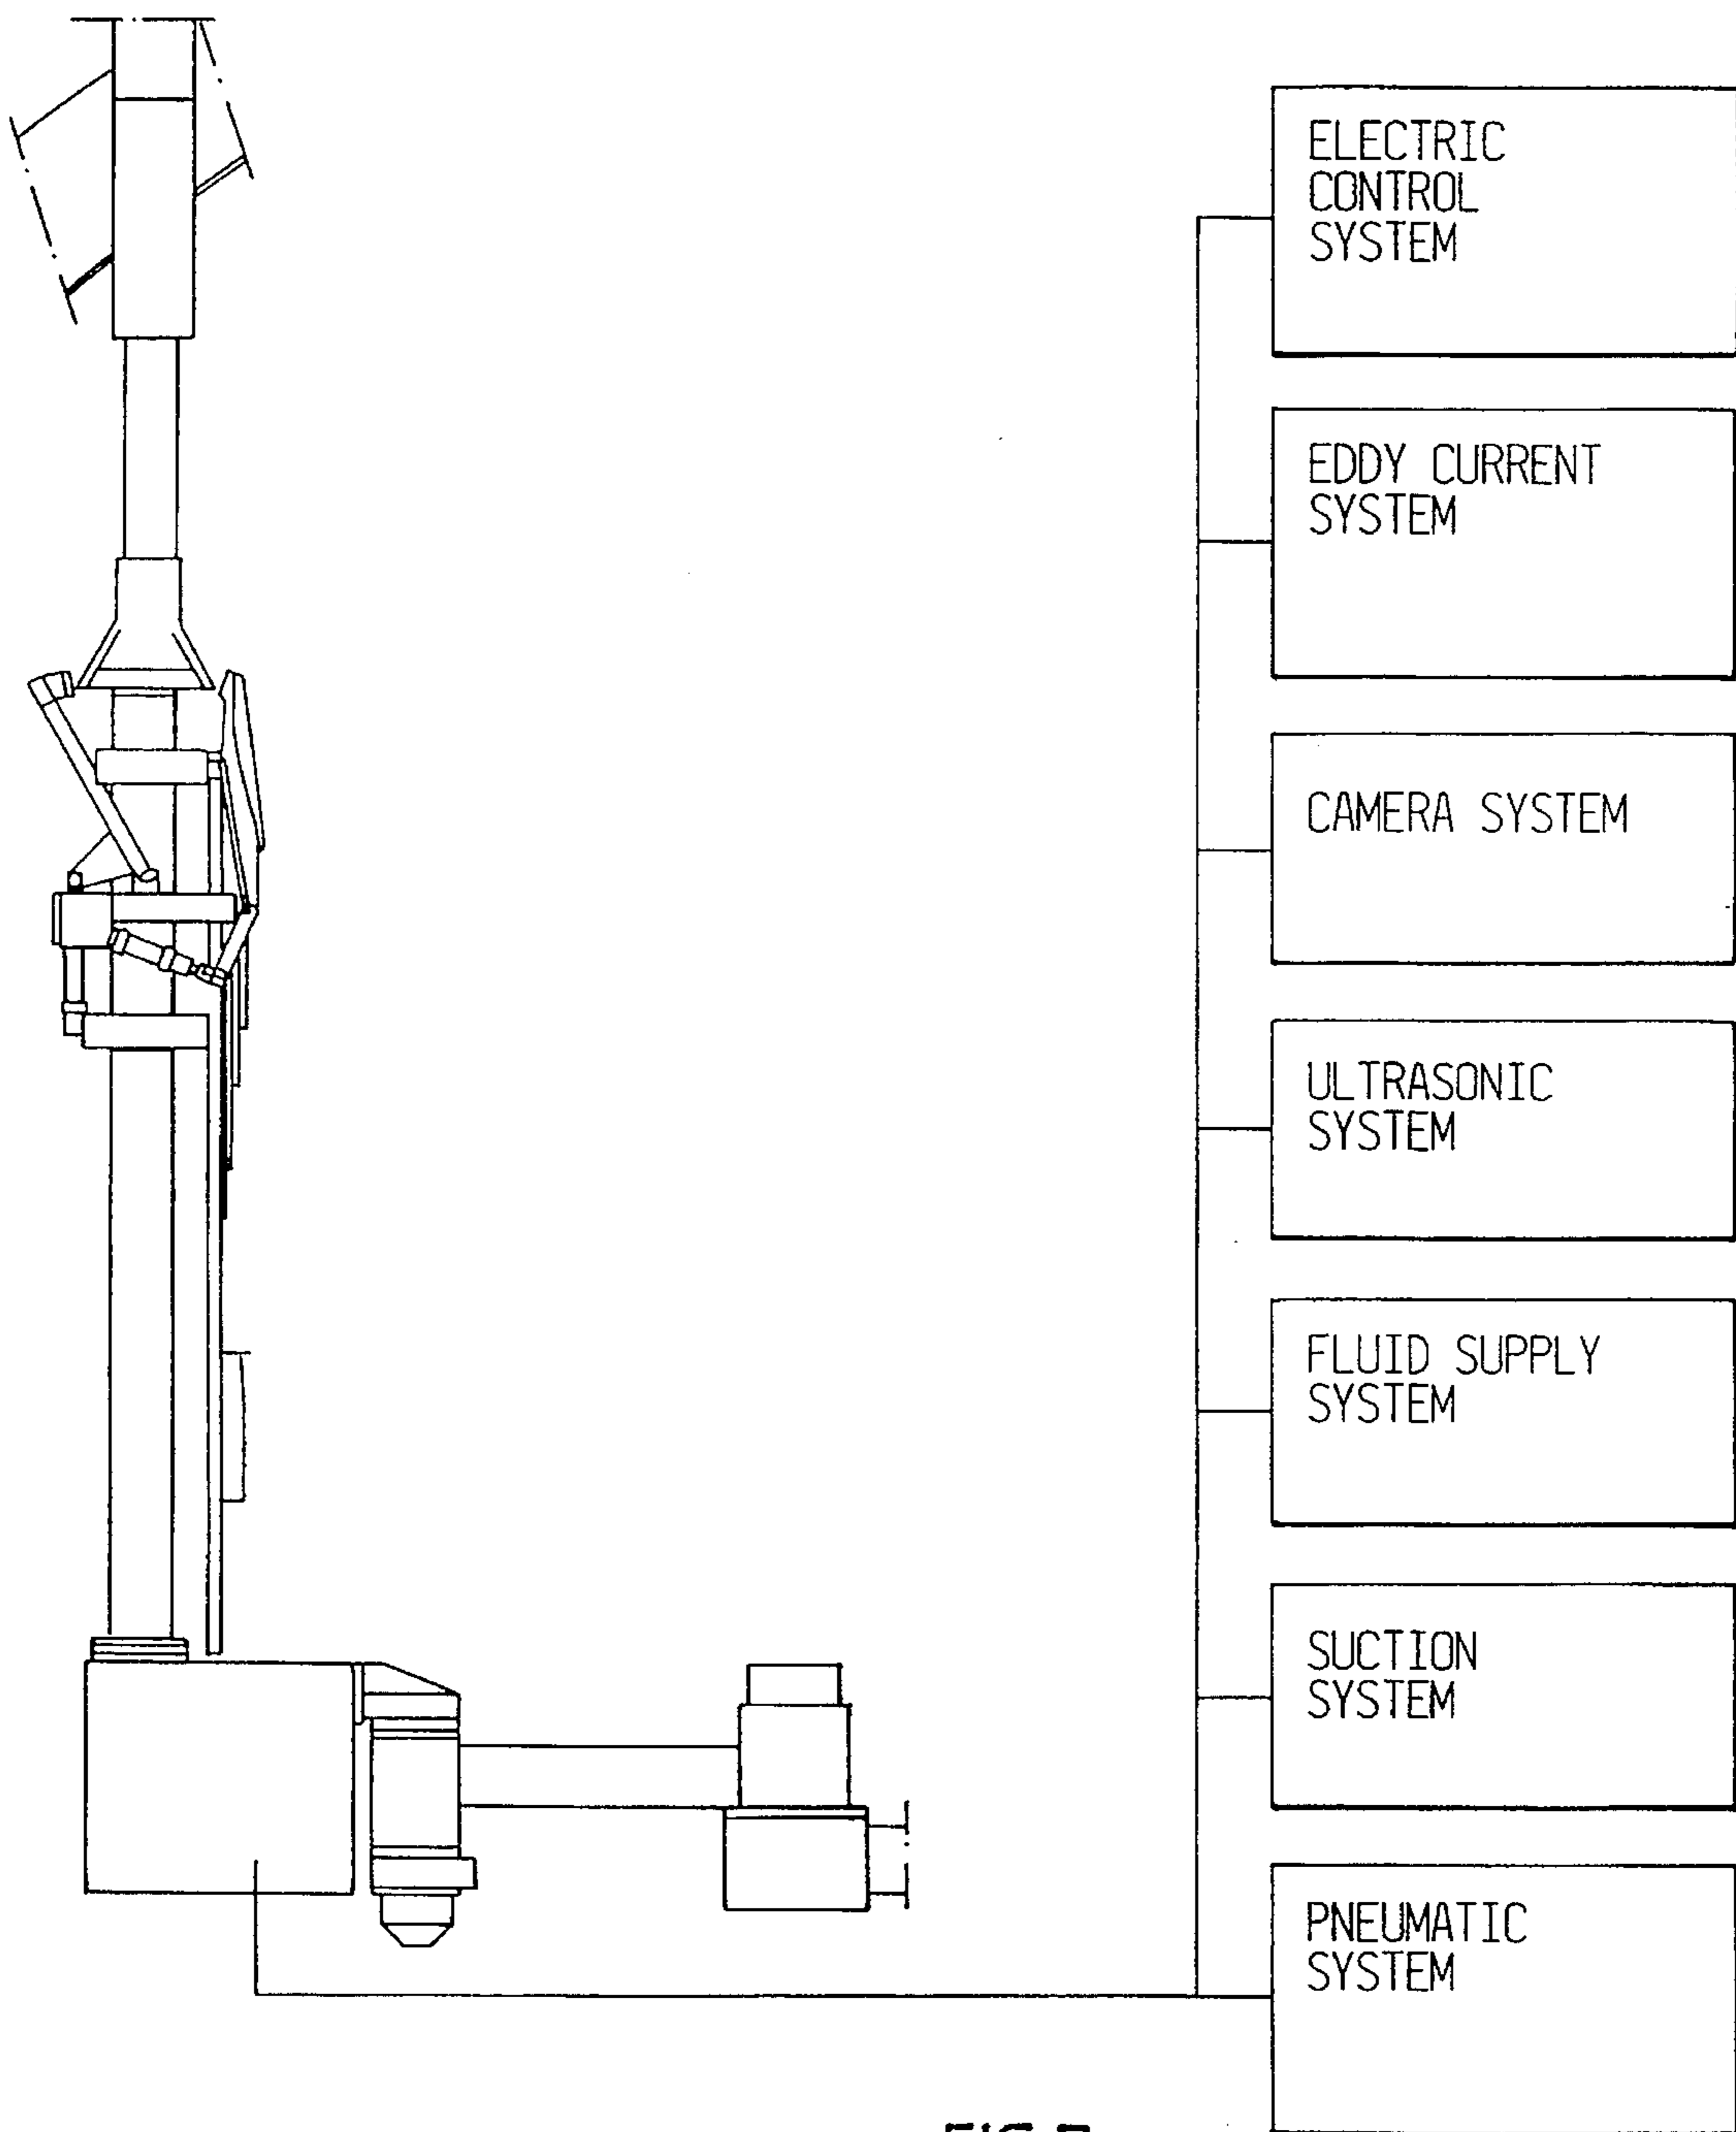 ELECTRIC
CONTROL
SYSTEM
EDDY CURRENT
SYSTEM
CAMERA SYSTEM
ULTRASONIC
SYSTEM
FLUID SUPPLY
SYSTEM
SUCTION
SYSTEM
PNEUMATIC
SYSTEM